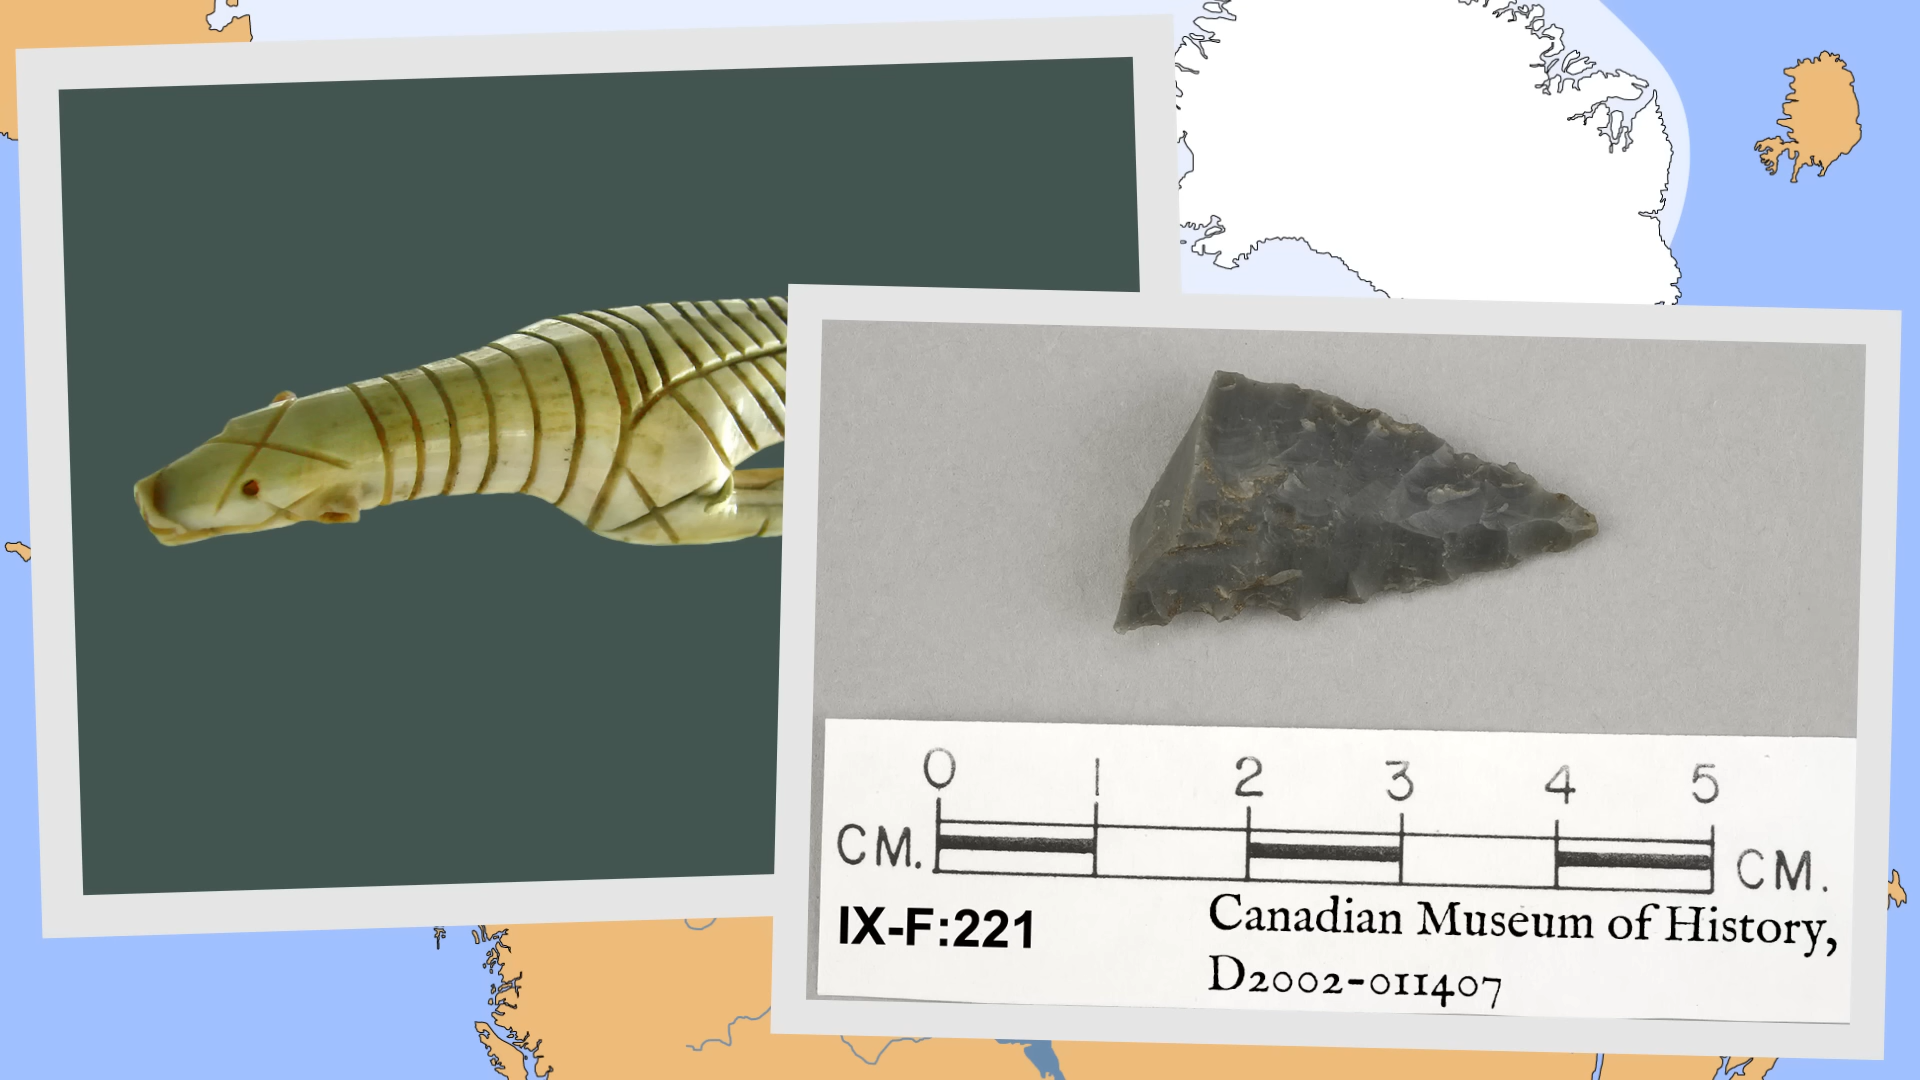 0 1 2 3 4 5
CM. CM.
IX-F:221
Canadian Museum of History,
D2002-011407